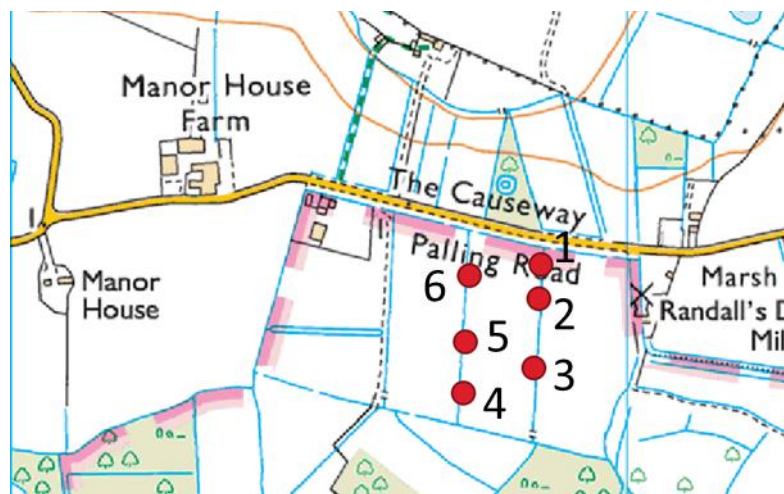 Manor House
Farm
The Causeway
Palling Road
Manor
House
Marsh
Randall's D
Mil
1
2
3
4
5
6